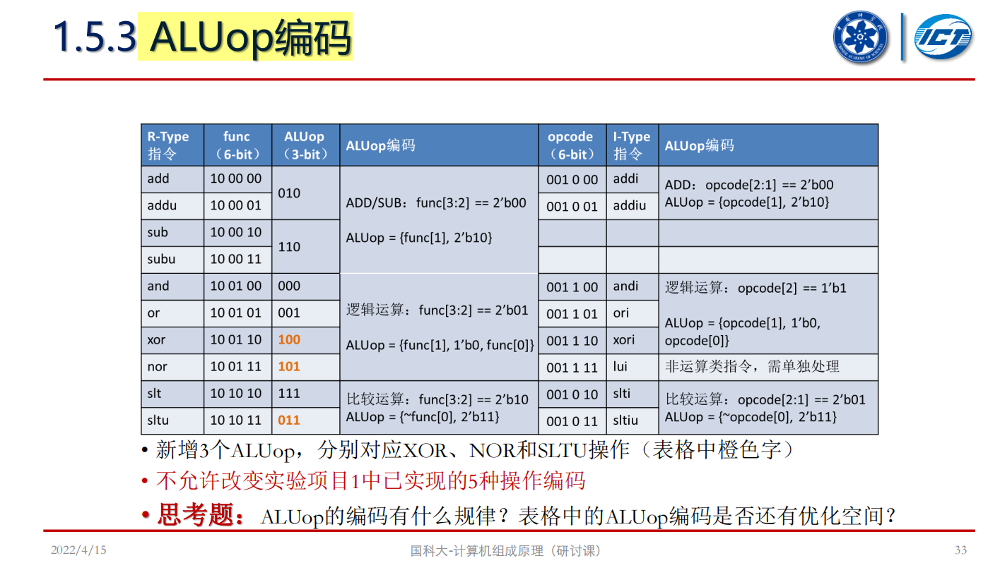 1.5.3 ALUop编码
R-Type 指令
func （6-bit）
ALUop （3-bit）
ALUop编码
opcode （6-bit）
I-Type 指令
ALUop编码
add
10 00 00
010
ADD/SUB：func[3:2] == 2’b00
ALUop = {func[1], 2’b10}
001 0 00
addi
ADD：opcode[2:1] == 2’b00
ALUop = {opcode[1], 2’b10}
addu
10 00 01
001 0 01
addiu
sub
10 00 10
110
subu
10 00 11
and
10 01 00
000
逻辑运算：func[3:2] == 2’b01
ALUop = {func[1], 1’b0, func[0]}
001 1 00
andi
逻辑运算：opcode[2] == 1’b1
ALUop = {opcode[1], 1’b0,
opcode[0]}
or
10 01 01
001
001 1 01
ori
xor
10 01 10
100
001 1 10
xori
nor
10 01 11
101
001 1 11
lui
非运算类指令，需单独处理
slt
10 10 10
111
比较运算：func[3:2] == 2’b10
ALUop = {~func[0], 2’b11}
001 0 10
slti
比较运算：opcode[2:1] == 2’b01
ALUop = {~opcode[0], 2’b11}
sltu
10 10 11
011
001 0 11
sltiu
• 新增3个ALUop，分别对应XOR、NOR和SLTU操作（表格中橙色字）
• 不允许改变实验项目1中已实现的5种操作编码
• 思考题：ALUop的编码有什么规律？表格中的ALUop编码是否还有优化空间？
2022/4/15
国科大-计算机组成原理（研讨课）
33
ICT